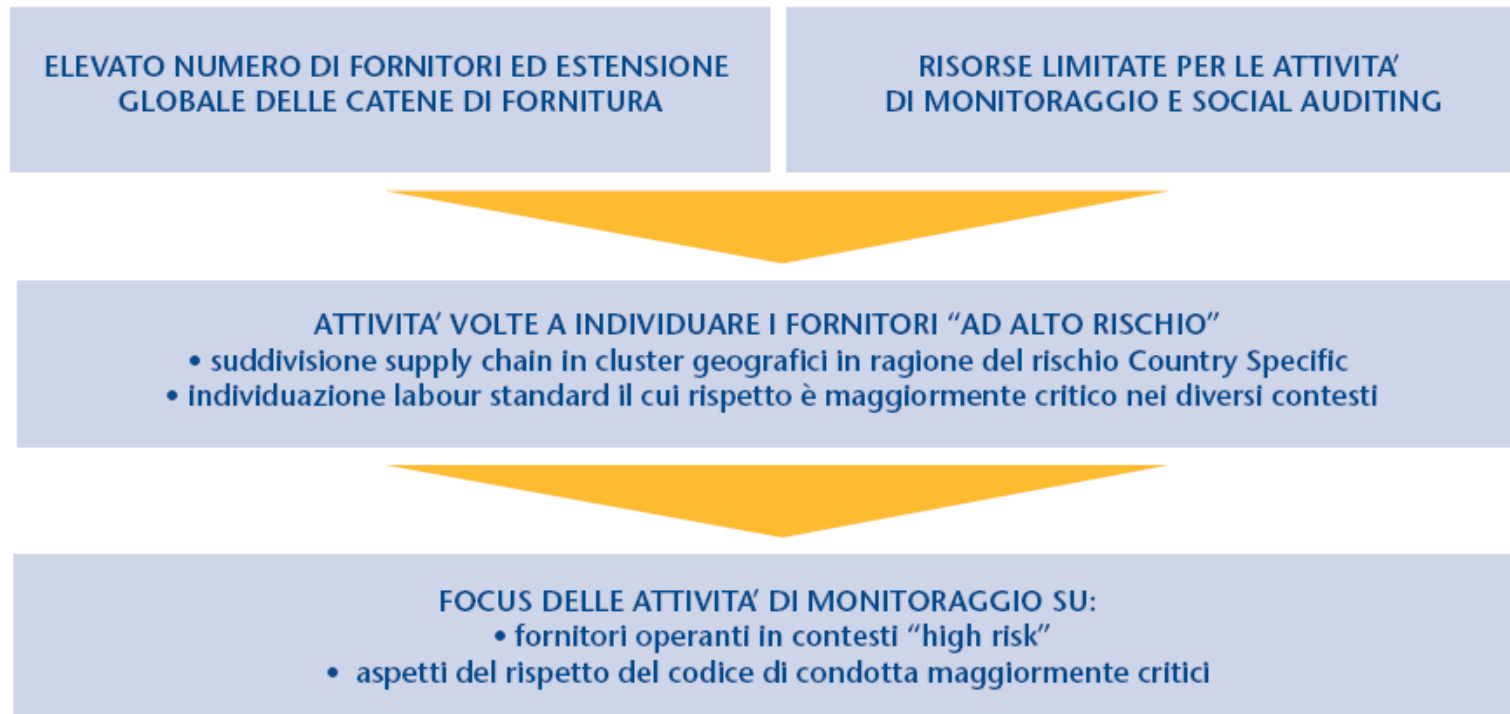 ELEVATO NUMERO DI FORNITORI ED ESTENSIONE
GLOBALE DELLE CATENE DI FORNITURA
RISORSE LIMITATE PER LE ATTIVITA’
DI MONITORAGGIO E SOCIAL AUDITING
ATTIVITA’ VOLTE A INDIVIDUARE I FORNITORI “AD ALTO RISCHIO”
• suddivisione supply chain in cluster geografici in ragione del rischio Country Specific
• individuazione labour standard il cui rispetto è maggiormente critico nei diversi contesti
FOCUS DELLE ATTIVITA’ DI MONITORAGGIO SU:
• fornitori operanti in contesti “high risk”
• aspetti del rispetto del codice di condotta maggiormente critici